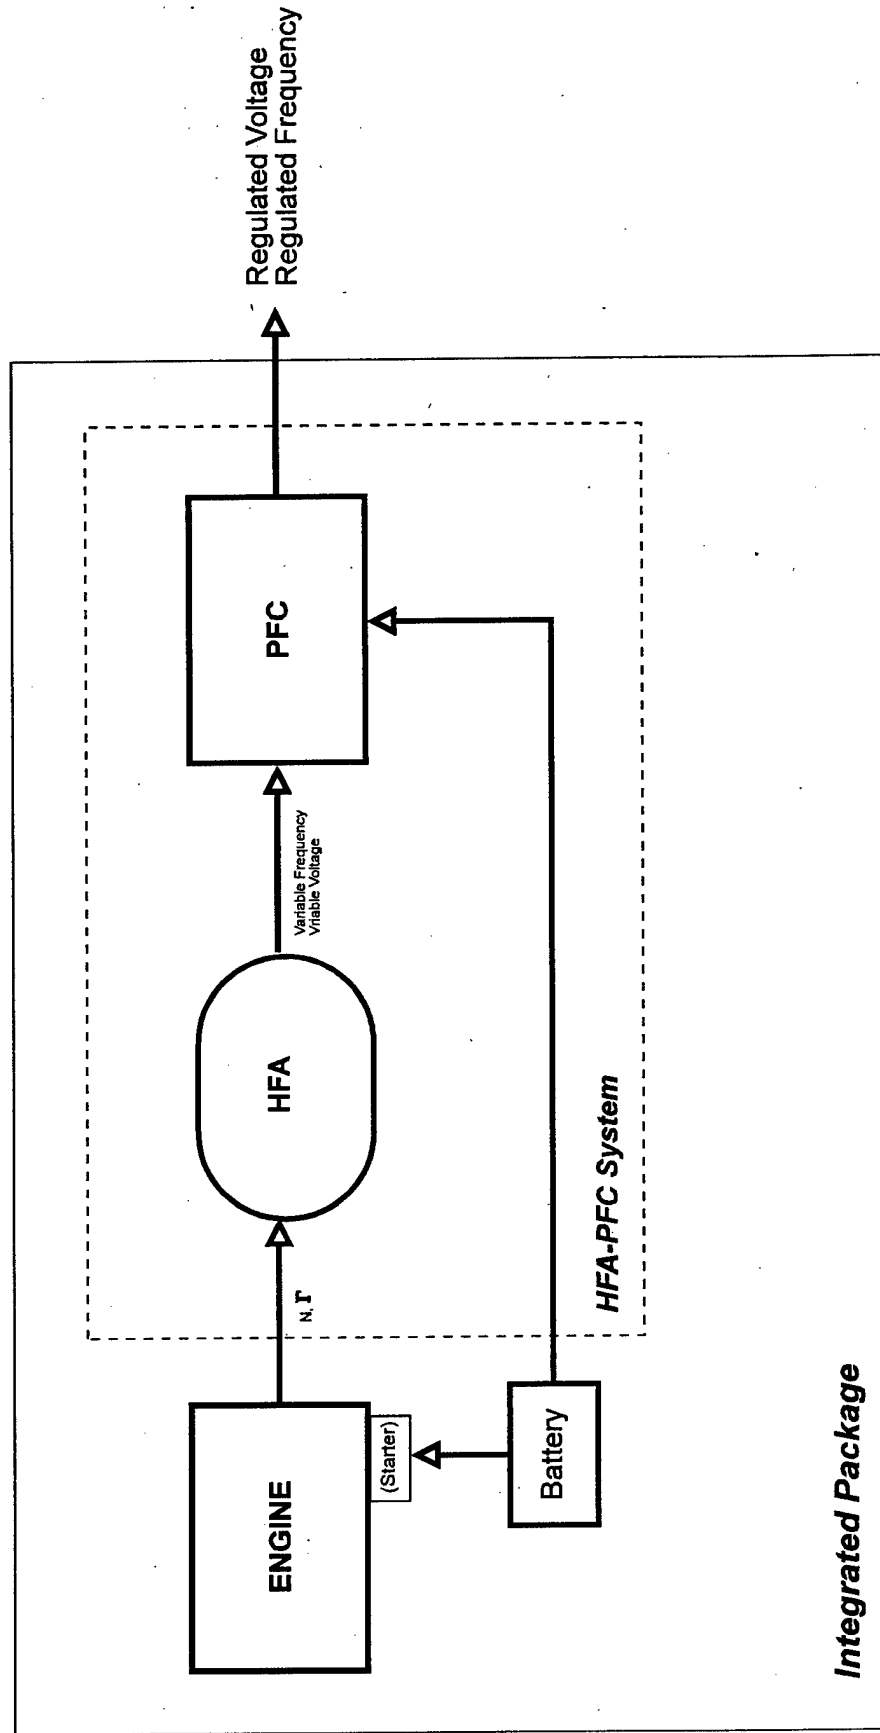 ENGINE
(Starter)
Battery
N, Γ
HFA
Variable Frequency
Vriable Voltage
PFC
Regulated Voltage
Regulated Frequency
HFA-PFC System
Integrated Package